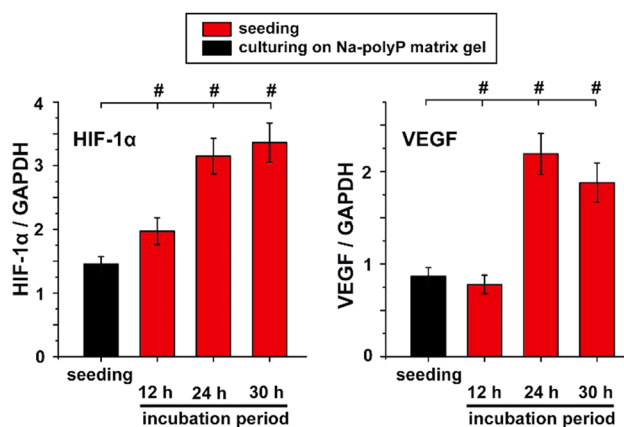 seeding
culturing on Na-polyP matrix gel
# # #
HIF-1α
HIF-1α / GAPDH
4
3
2
1
0
seeding
12 h 24 h 30 h
incubation period
# # #
VEGF
VEGF / GAPDH
2
1
0
seeding
12 h 24 h 30 h
incubation period